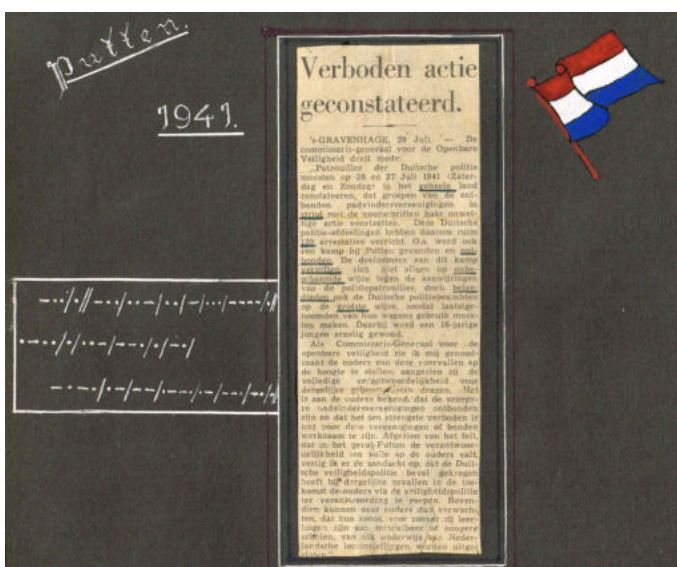 Putten.
1941.
Verboden actie
geconstateerd.
's-GRAVENHAGE, 29 Juli. — De
commissaris-generaal voor de Openbare
Veiligheid deelt mede:
„Patrouilles der Duitsche politie
moesten op 26 en 27 Juli 1941 (Zater-
dag en Zondag) in het geheele land
constateeren, dat groepen van de ont-
bonden padvindersvereenigingen in
strijd met de voorschriften haar onwet-
tige actie voortzetten. Deze Duitsche
politie-afdeelingen hebben daarom ruim
120 arrestaties verricht. O.a. werd ook
een kamp bij Putten gevonden en ont-
bonden. De deelnemers aan dit kamp
verzetten zich niet alleen op onbe-
schaamde wijze tegen de aanwijzingen
van de politiepatrouilles, doch belee-
digden ook de Duitsche politiebeambten
op de grofste wijze, zoodat laatstge-
noemden van hun wapens gebruik moes-
ten maken. Daarbij werd een 16-jarige
jongen ernstig gewond.
Als Commissaris-Generaal voor de
openbare veiligheid zie ik mij genood-
zaakt de ouders van deze voorvallen op
de hoogte te stellen, aangezien zij de
volledige verantwoordelijkheid voor
dergelijke gebeurtenissen dragen. Het
is aan de ouders bekend, dat de vroege-
re padvindersvereenigingen ontbonden
zijn en dat het ten strengste verboden is
nog voor deze vereenigingen of bonden
werkzaam te zijn. Afgezien van het feit,
dat in het geval-Putten de verantwoor-
delijkheid ten volle op de ouders valt,
vestig ik er de aandacht op, dat de Duit-
sche veiligheidspolitie bevel gekregen
heeft bij dergelijke gevallen in de toe-
komst de ouders via de veiligheidspolitie
ter verantwoording te roepen. Boven-
dien kunnen deze ouders dan verwach-
ten, dat hun zoons, voor zoover zij leer-
lingen zijn aan middelbare of hoogere
scholen, van elk onderwijs aan Neder-
landsche leerinstellingen worden uitge-
sloten."